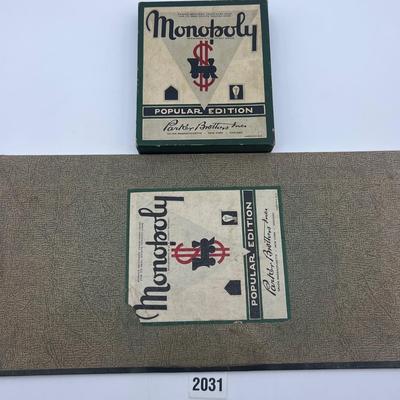 Monopoly
POPULAR EDITION
Parker Brothers Inc.
Monopoly
POPULAR EDITION
Parker Brothers Inc.
2031